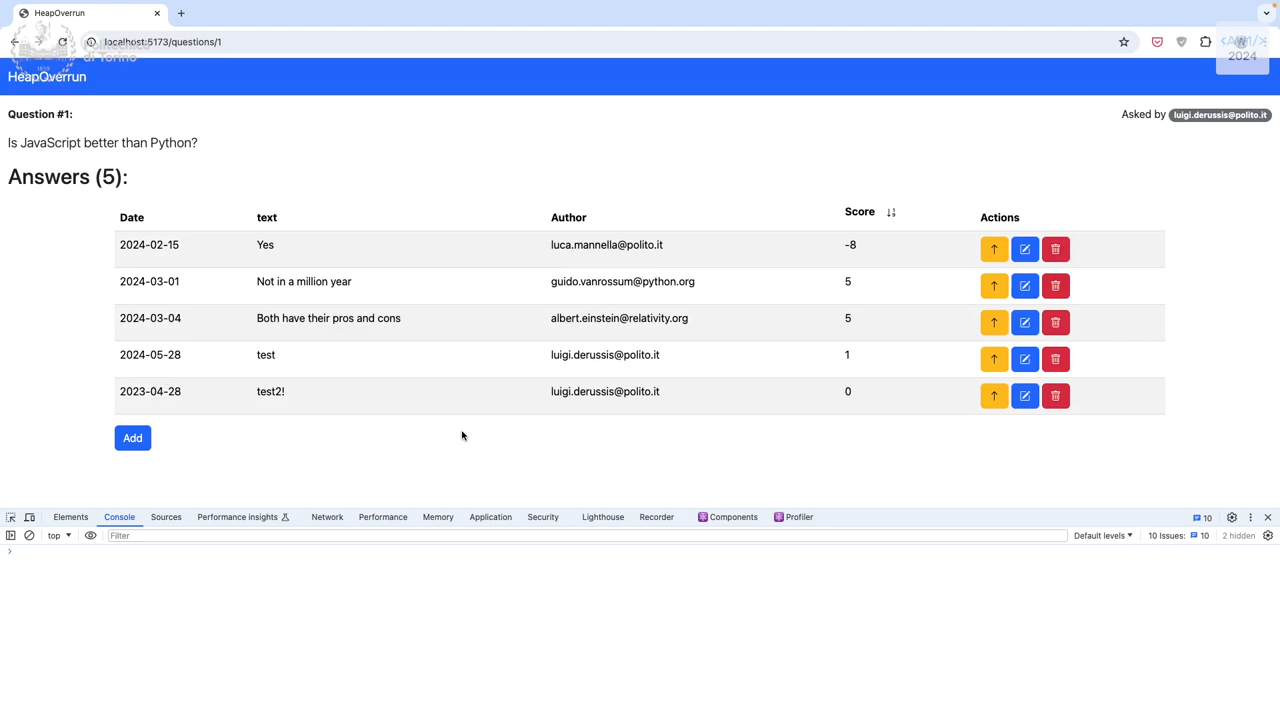 HeapOverrun
localhost:5173/questions/1
Politecnico
di Torino
1859
<AW1/>
2024
HeapOverrun
Question #1:
Asked by luigi.derussis@polito.it
Is JavaScript better than Python?
Answers (5):
Date text Author Score Actions
2024-02-15 Yes luca.mannella@polito.it -8
2024-03-01 Not in a million year guido.vanrossum@python.org 5
2024-03-04 Both have their pros and cons albert.einstein@relativity.org 5
2024-05-28 test luigi.derussis@polito.it 1
2023-04-28 test2! luigi.derussis@polito.it 0
Add
Elements Console Sources Performance insights Network Performance Memory Application Security Lighthouse Recorder Components Profiler 10
top Filter Default levels 10 Issues: 10 2 hidden